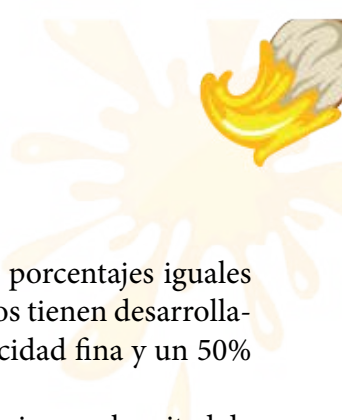 porcentajes iguales
os tienen desarrolla-
cidad fina y un 50%